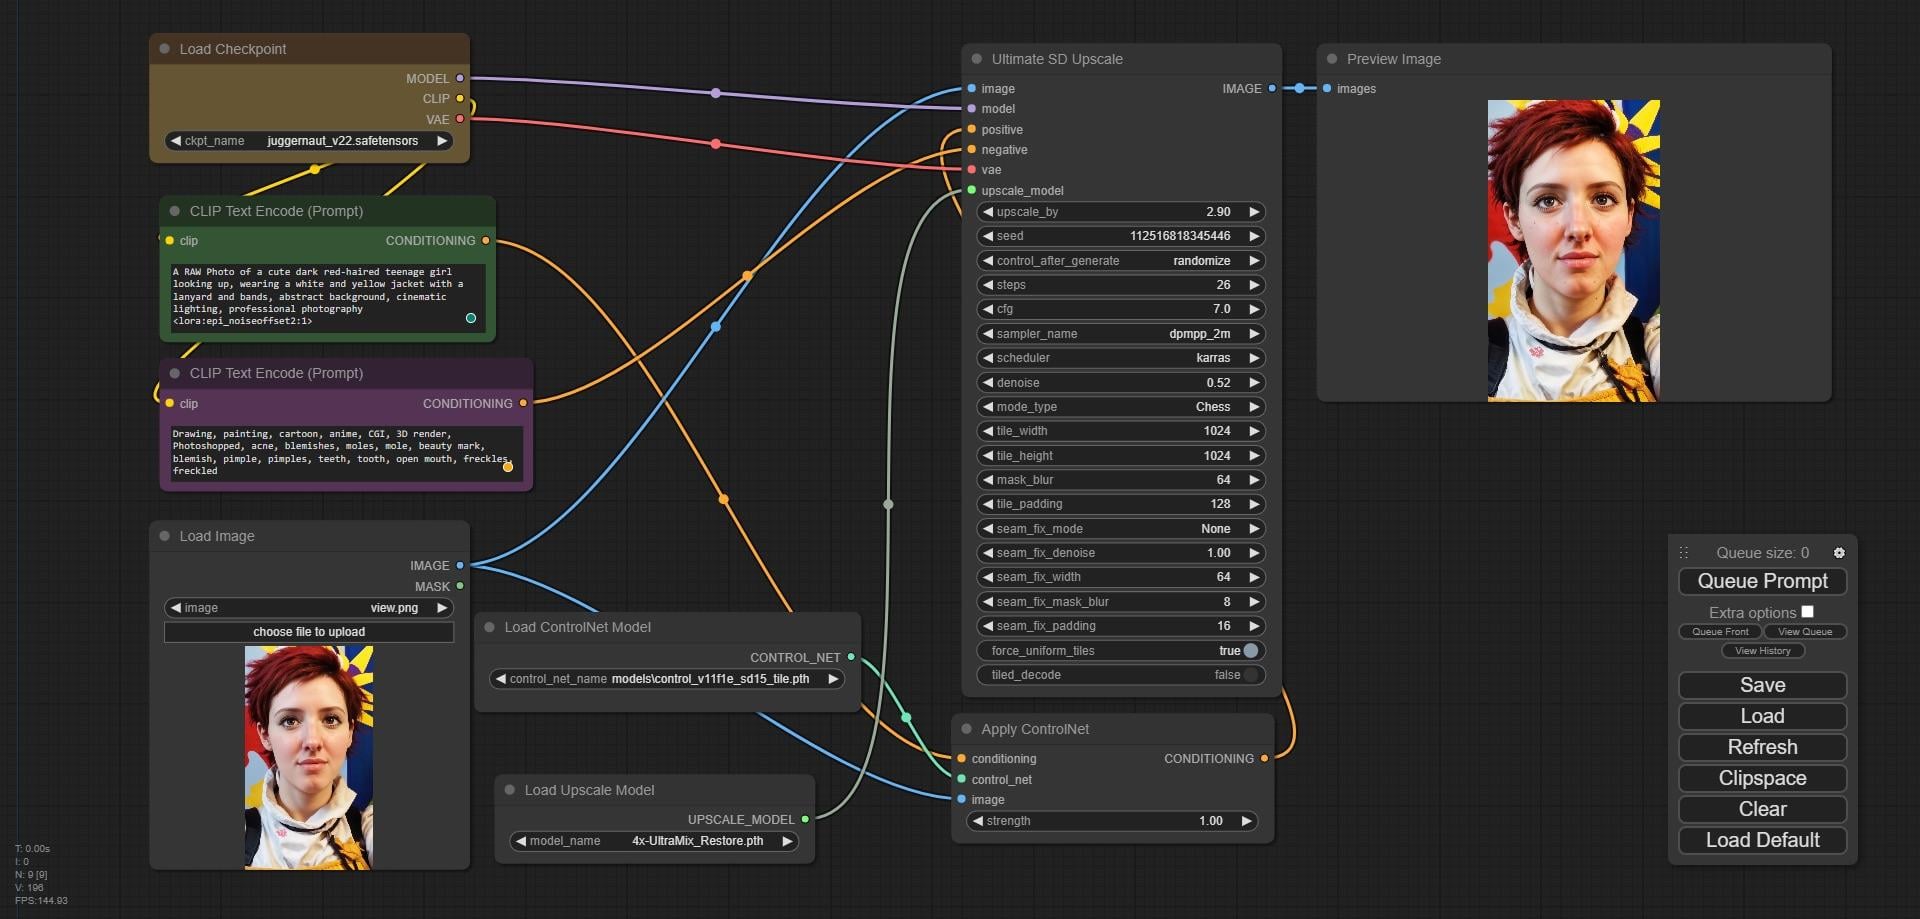 Load Checkpoint
MODEL
CLIP
VAE
ckpt_name juggernaut_v22.safetensors
CLIP Text Encode (Prompt)
clip CONDITIONING
A RAW Photo of a cute dark red-haired teenage girl
looking up, wearing a white and yellow jacket with a
lanyard and bands, abstract background, cinematic
lighting, professional photography
<lora:epi_noiseoffset2:1>
CLIP Text Encode (Prompt)
clip CONDITIONING
Drawing, painting, cartoon, anime, CGI, 3D render,
Photoshopped, acne, blemishes, moles, mole, beauty mark,
blemish, pimple, pimples, teeth, tooth, open mouth, freckles,
freckled
Load Image
IMAGE
MASK
image view.png
choose file to upload
Load ControlNet Model
CONTROL_NET
control_net_name models\control_v11f1e_sd15_tile.pth
Load Upscale Model
UPSCALE_MODEL
model_name 4x-UltraMix_Restore.pth
Ultimate SD Upscale
image IMAGE
model
positive
negative
vae
upscale_model
upscale_by 2.90
seed 112516818345446
control_after_generate randomize
steps 26
cfg 7.0
sampler_name dpmpp_2m
scheduler karras
denoise 0.52
mode_type Chess
tile_width 1024
tile_height 1024
mask_blur 64
tile_padding 128
seam_fix_mode None
seam_fix_denoise 1.00
seam_fix_width 64
seam_fix_mask_blur 8
seam_fix_padding 16
force_uniform_tiles true
tiled_decode false
Apply ControlNet
conditioning CONDITIONING
control_net
image
strength 1.00
Preview Image
images
Queue size: 0
Queue Prompt
Extra options
Queue Front View Queue
View History
Save
Load
Refresh
Clipspace
Clear
Load Default
T: 0.00s
I: 0
N: 9 [9]
V: 196
FPS:144.93